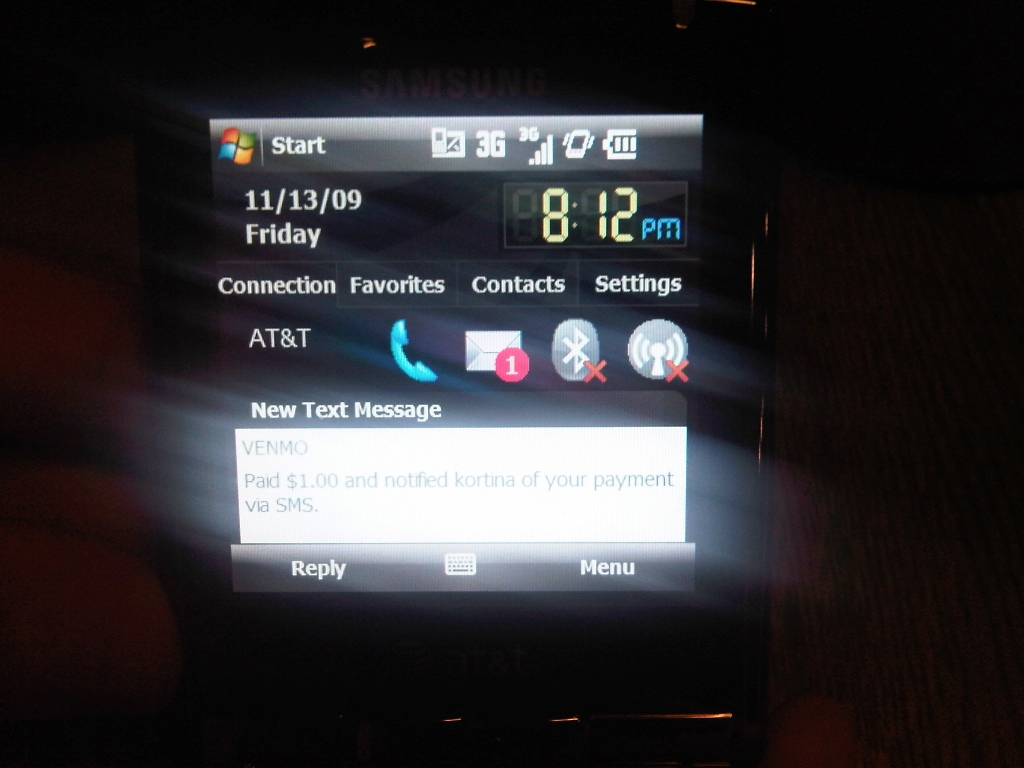 SAMSUNG
Start 3G 3G
11/13/09
8:12 PM
Friday
Connection Favorites Contacts Settings
AT&T
1
New Text Message
VENMO
Paid $1.00 and notified kortina of your payment
via SMS.
Reply Menu
at&t